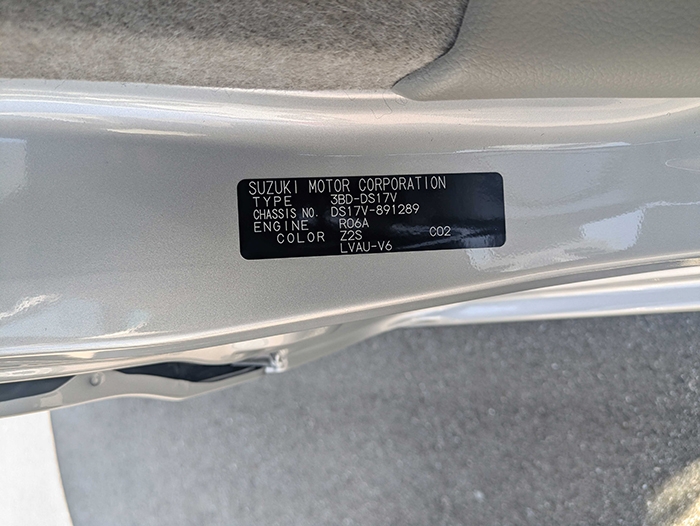 SUZUKI MOTOR CORPORATION
TYPE 3BD-DS17V
CHASSIS NO. DS17V-891289
ENGINE R06A
COLOR Z2S C02
LVAU-V6